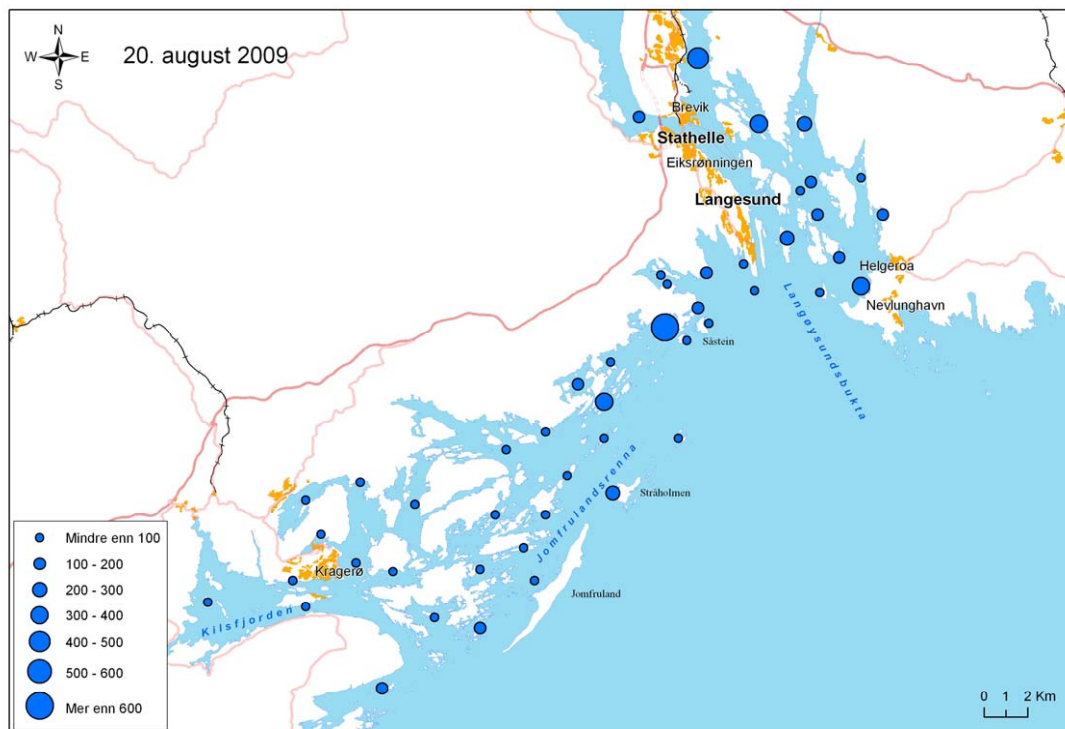 N
W E
S
20. august 2009
Brevik
Stathelle
Eiksrønningen
Langesund
Helgeroa
Nevlunghavn
Langøysundsbukta
Såstein
Jomfrulandsrenna
Stråholmen
Jomfruland
Kragerø
Kilsfjorden
Mindre enn 100
100 - 200
200 - 300
300 - 400
400 - 500
500 - 600
Mer enn 600
0 1 2 Km